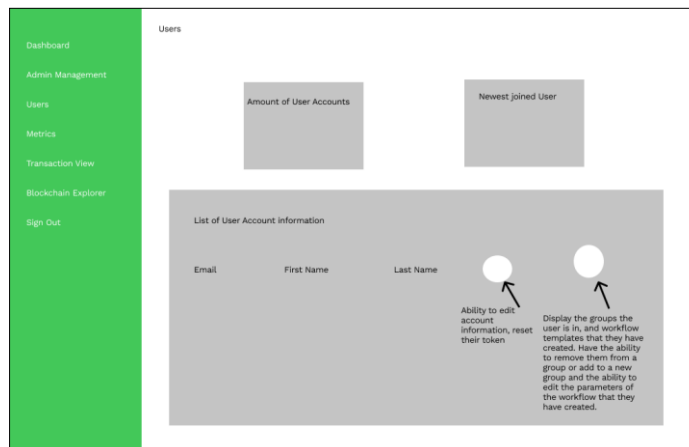 Users
Dashboard
Admin Management
Users
Metrics
Transaction View
Blockchain Explorer
Sign Out
Amount of User Accounts
Newest joined User
List of User Account information
Email
First Name
Last Name
Ability to edit
account
information, reset
their token
Display the groups the
user is in, and workflow
templates that they have
created. Have the ability
to remove them from a
group or add to a new
group and the ability to
edit the parameters of
the workflow that they
have created.